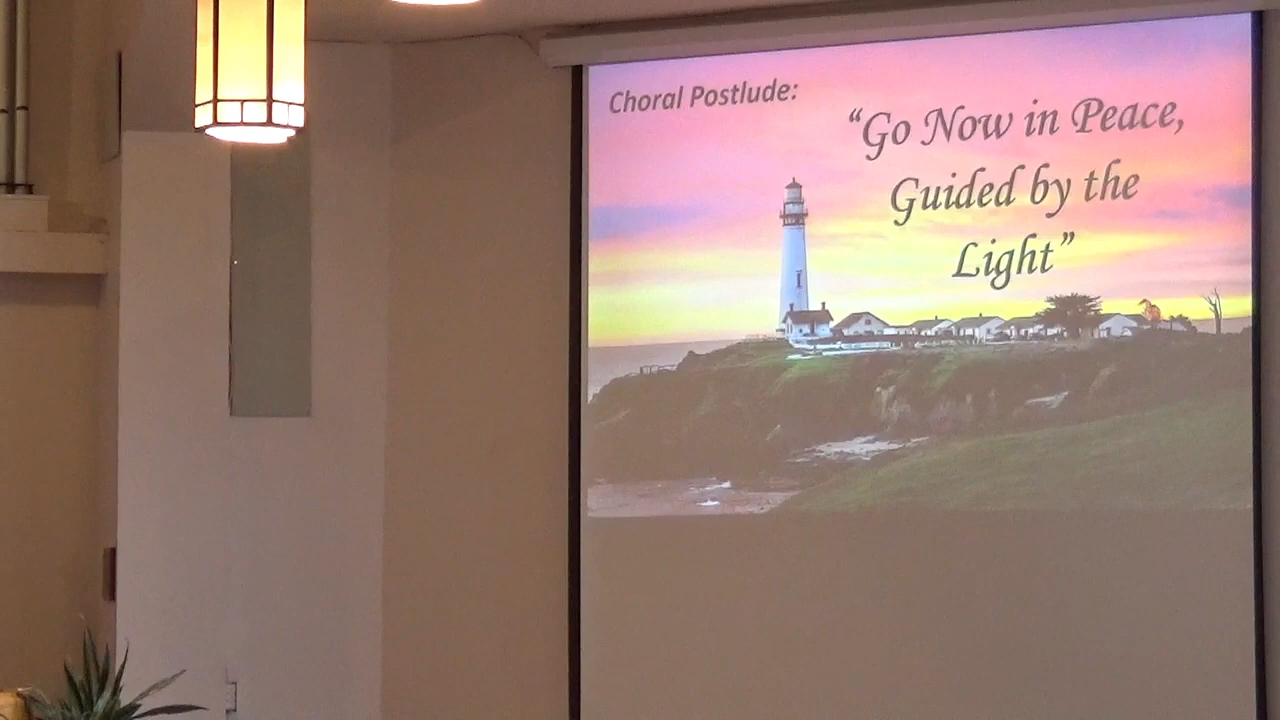 Choral Postlude:
“Go Now in Peace,
Guided by the
Light”